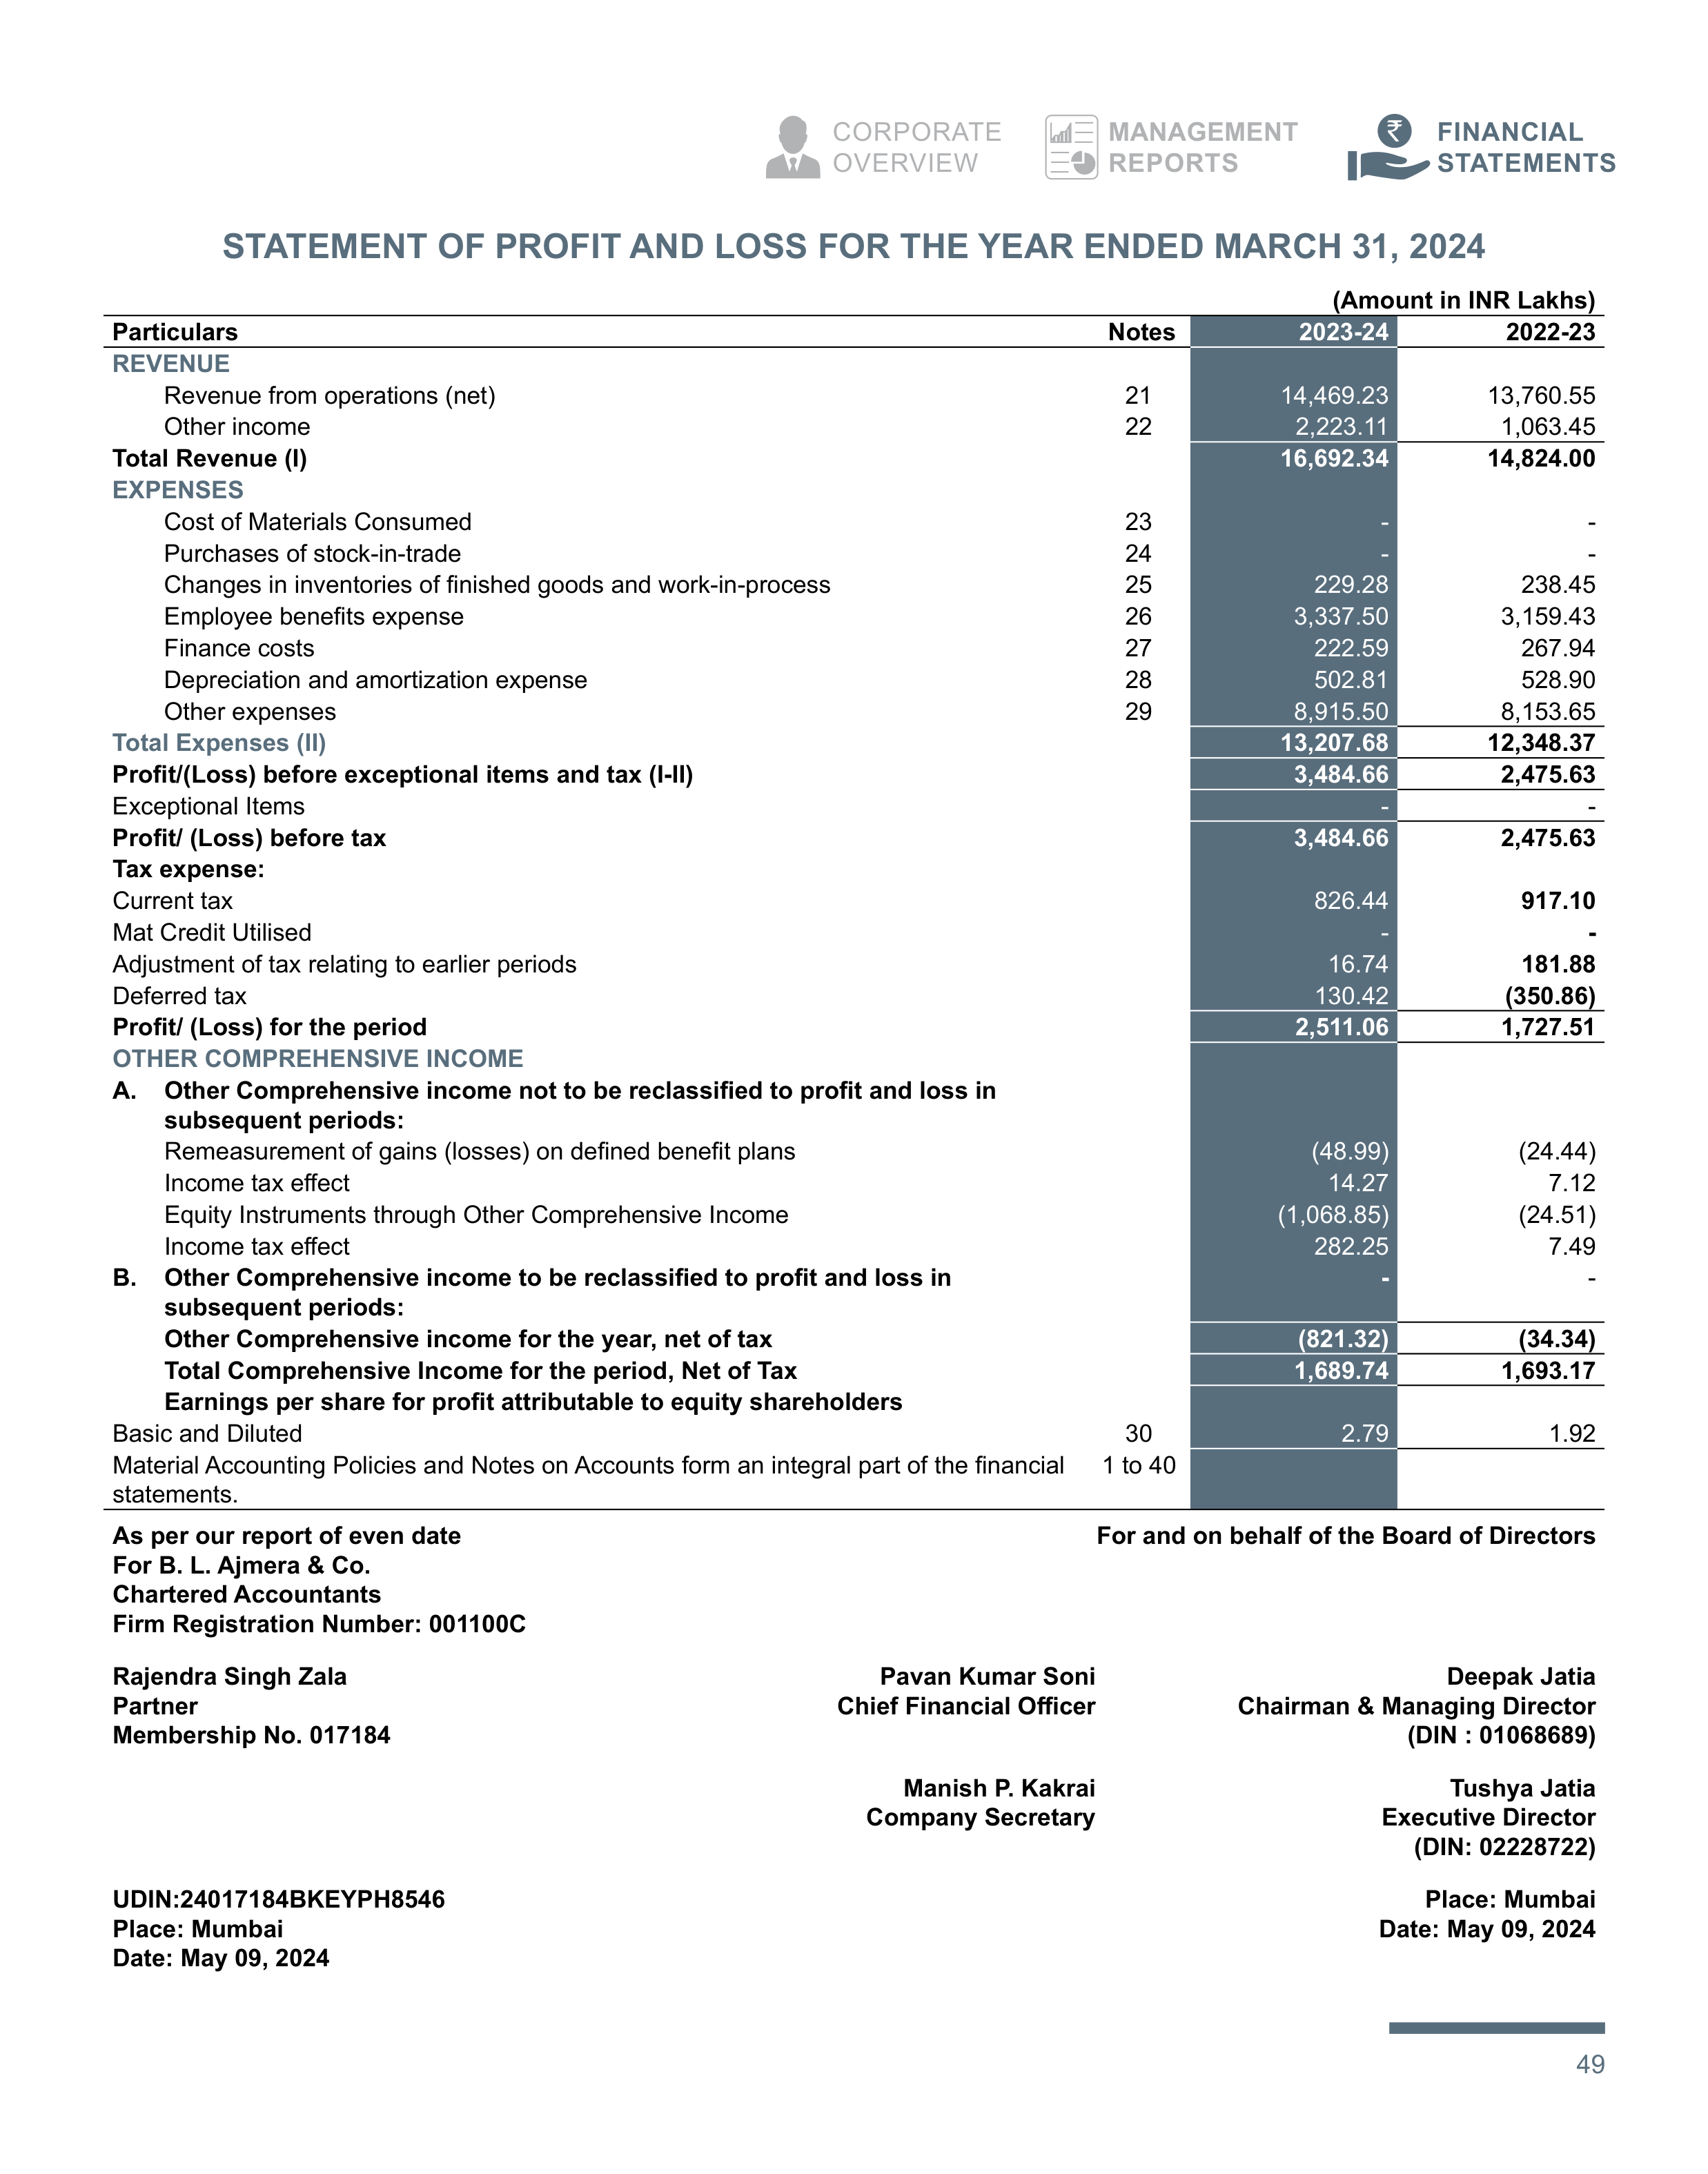 CORPORATE
OVERVIEW
MANAGEMENT
REPORTS
₹
FINANCIAL
STATEMENTS
STATEMENT OF PROFIT AND LOSS FOR THE YEAR ENDED MARCH 31, 2024
(Amount in INR Lakhs)
Particulars Notes 2023-24 2022-23
REVENUE
Revenue from operations (net) 21 14,469.23 13,760.55
Other income 22 2,223.11 1,063.45
Total Revenue (I) 16,692.34 14,824.00
EXPENSES
Cost of Materials Consumed 23 - -
Purchases of stock-in-trade 24 - -
Changes in inventories of finished goods and work-in-process 25 229.28 238.45
Employee benefits expense 26 3,337.50 3,159.43
Finance costs 27 222.59 267.94
Depreciation and amortization expense 28 502.81 528.90
Other expenses 29 8,915.50 8,153.65
Total Expenses (II) 13,207.68 12,348.37
Profit/(Loss) before exceptional items and tax (I-II) 3,484.66 2,475.63
Exceptional Items - -
Profit/ (Loss) before tax 3,484.66 2,475.63
Tax expense:
Current tax 826.44 917.10
Mat Credit Utilised - -
Adjustment of tax relating to earlier periods 16.74 181.88
Deferred tax 130.42 (350.86)
Profit/ (Loss) for the period 2,511.06 1,727.51
OTHER COMPREHENSIVE INCOME
A. Other Comprehensive income not to be reclassified to profit and loss in
subsequent periods:
Remeasurement of gains (losses) on defined benefit plans (48.99) (24.44)
Income tax effect 14.27 7.12
Equity Instruments through Other Comprehensive Income (1,068.85) (24.51)
Income tax effect 282.25 7.49
B. Other Comprehensive income to be reclassified to profit and loss in - -
subsequent periods:
Other Comprehensive income for the year, net of tax (821.32) (34.34)
Total Comprehensive Income for the period, Net of Tax 1,689.74 1,693.17
Earnings per share for profit attributable to equity shareholders
Basic and Diluted 30 2.79 1.92
Material Accounting Policies and Notes on Accounts form an integral part of the financial 1 to 40
statements.
As per our report of even date For and on behalf of the Board of Directors
For B. L. Ajmera & Co.
Chartered Accountants
Firm Registration Number: 001100C
Rajendra Singh Zala Pavan Kumar Soni Deepak Jatia
Partner Chief Financial Officer Chairman & Managing Director
Membership No. 017184 (DIN : 01068689)
Manish P. Kakrai Tushya Jatia
Company Secretary Executive Director
(DIN: 02228722)
UDIN:24017184BKEYPH8546 Place: Mumbai
Place: Mumbai Date: May 09, 2024
Date: May 09, 2024
49